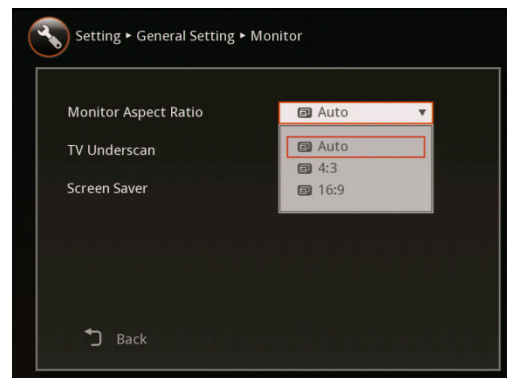 Setting ▸ General Setting ▸ Monitor
Monitor Aspect Ratio Auto ▼
TV Underscan Auto
4:3
Screen Saver 16:9
Back